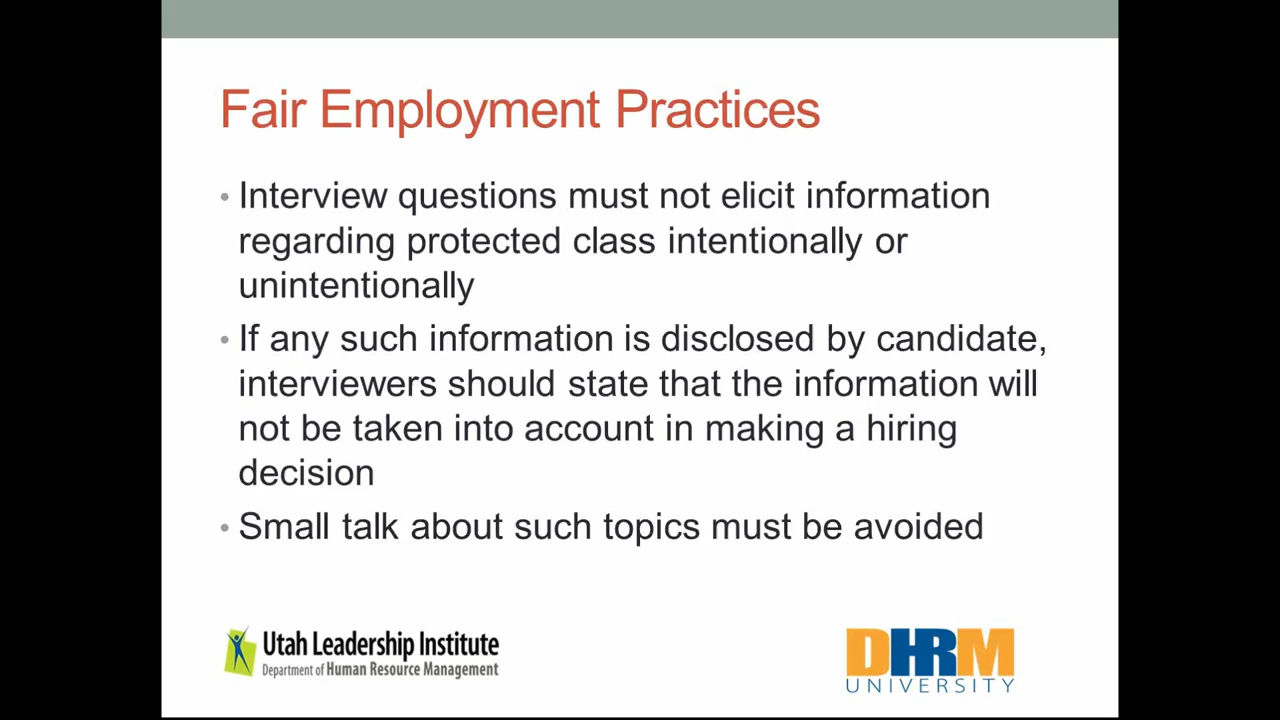 Fair Employment Practices
• Interview questions must not elicit information
regarding protected class intentionally or
unintentionally
• If any such information is disclosed by candidate,
interviewers should state that the information will
not be taken into account in making a hiring
decision
• Small talk about such topics must be avoided
Utah Leadership Institute
Department of Human Resource Management
DHRM
UNIVERSITY